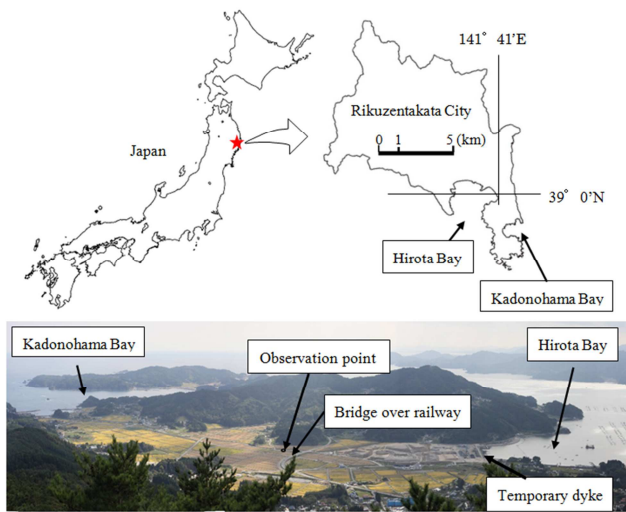 141° 41’E
Rikuzentakata City
0 1 5 (km)
Japan
39° 0’N
Hirota Bay
Kadonohama Bay
Kadonohama Bay
Observation point
Hirota Bay
Bridge over railway
Temporary dyke